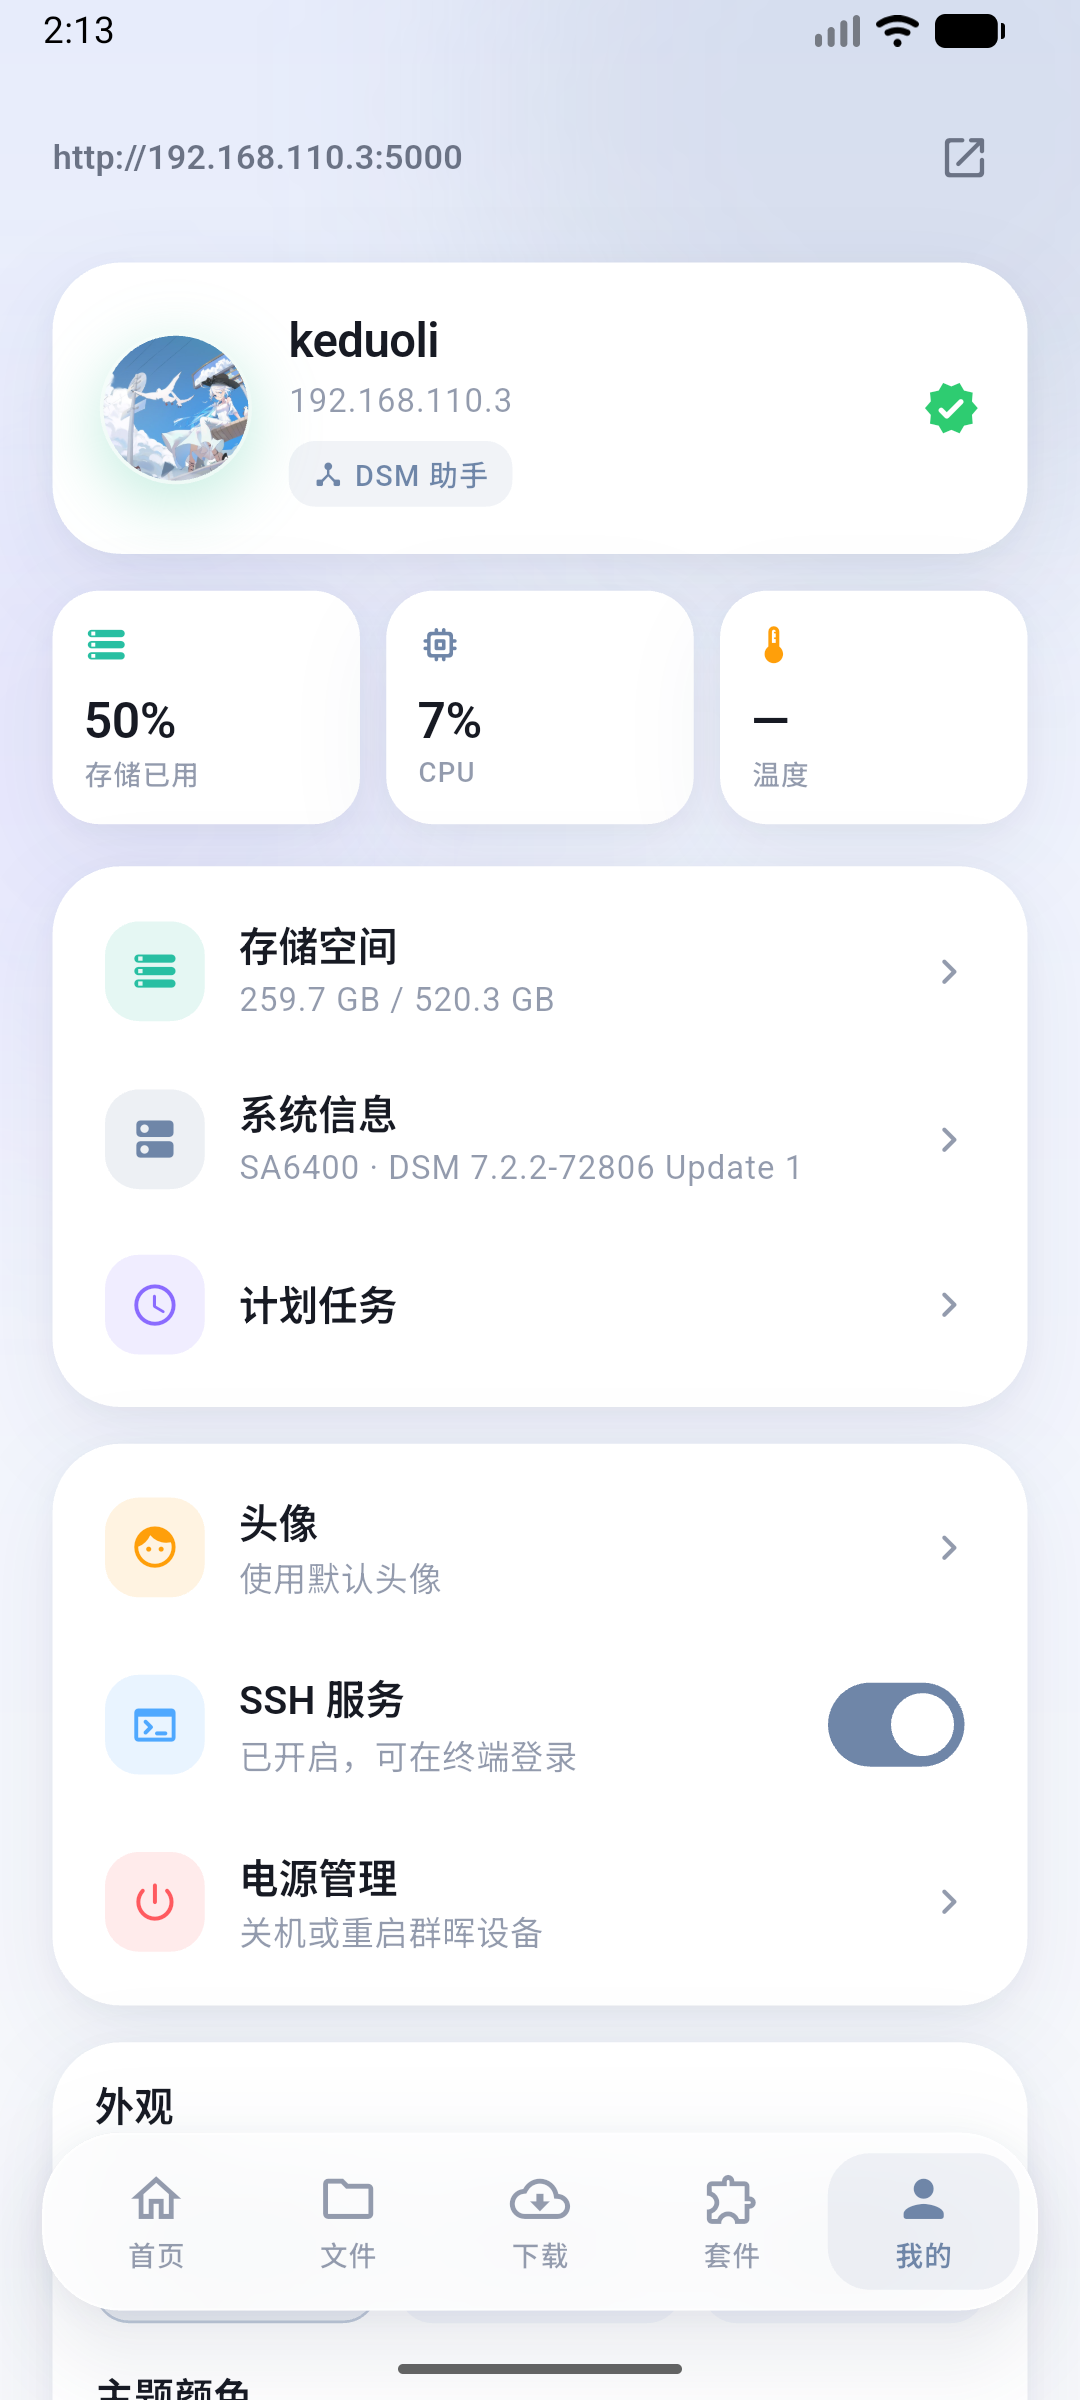 2:13
http://192.168.110.3:5000
keduoli
192.168.110.3
DSM 助手
50%
存储已用
7%
CPU
—
温度
存储空间
259.7 GB / 520.3 GB
系统信息
SA6400 · DSM 7.2.2-72806 Update 1
计划任务
头像
使用默认头像
SSH 服务
已开启，可在终端登录
电源管理
关机或重启群晖设备
外观
首页
文件
下载
套件
我的
主题颜色